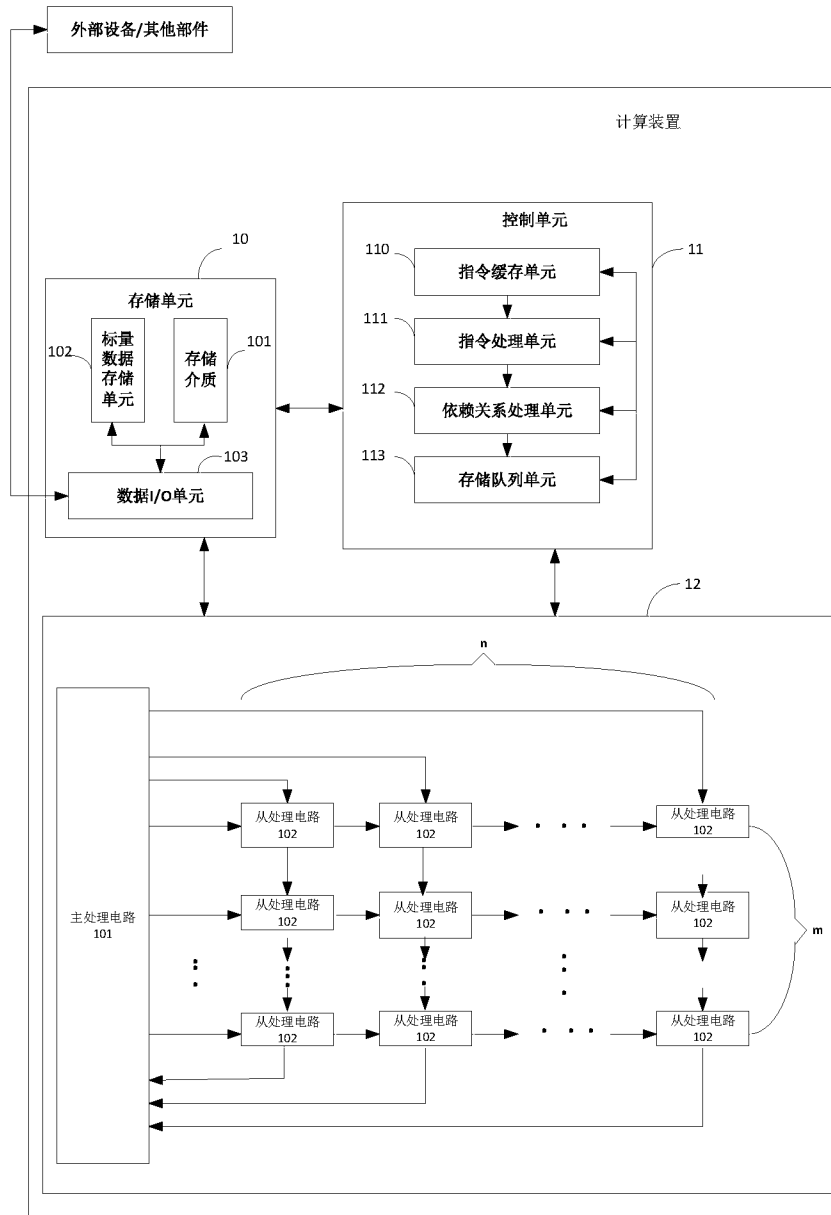 外部设备/其他部件
计算装置
10
存储单元
102
标量
数据
存储
单元
101
存储
介质
103
数据I/O单元
控制单元
11
110
指令缓存单元
111
指令处理单元
112
依赖关系处理单元
113
存储队列单元
12
n
主处理电路
101
从处理电路
102
从处理电路
102
从处理电路
102
从处理电路
102
从处理电路
102
从处理电路
102
m
从处理电路
102
从处理电路
102
从处理电路
102